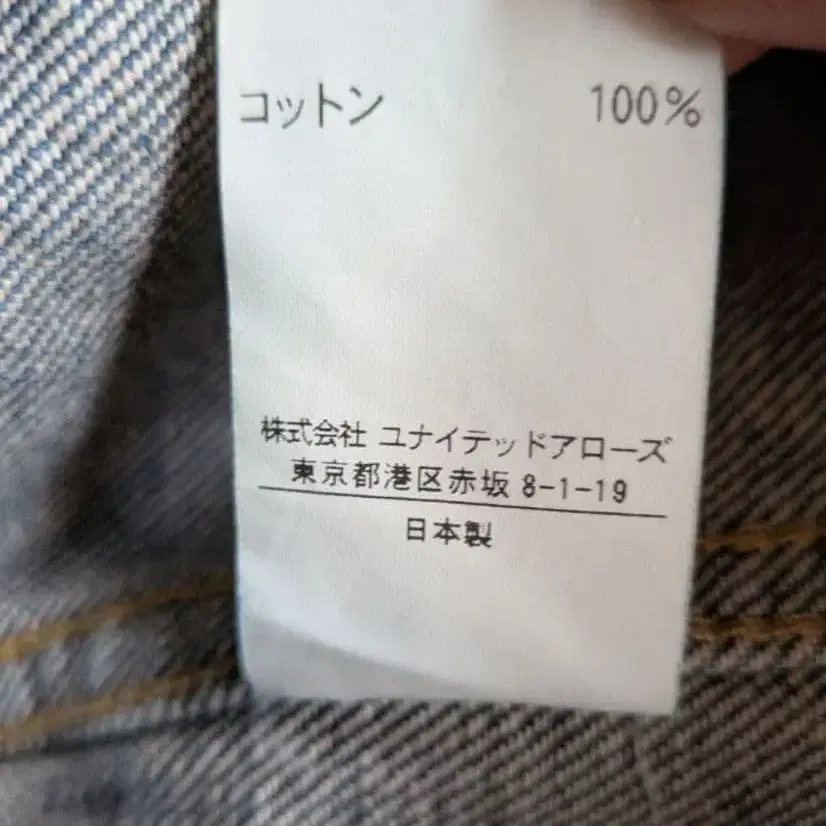 コットン 100%
株式会社 ユナイテッドアローズ
東京都港区赤坂 8-1-19
日本製